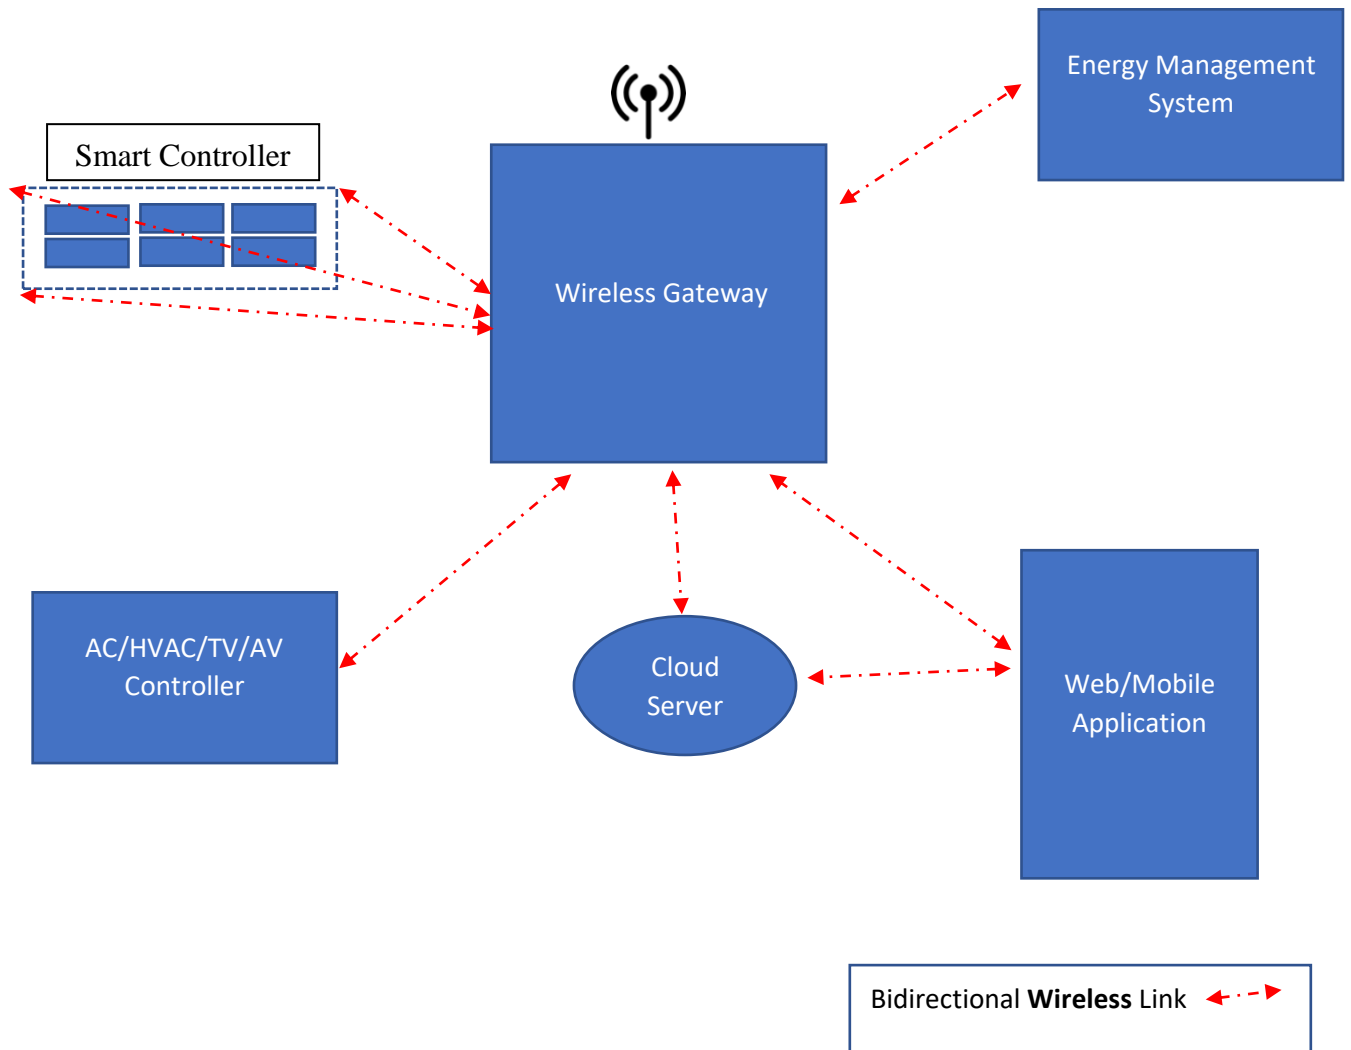 Energy Management
System
Smart Controller
Wireless Gateway
AC/HVAC/TV/AV
Controller
Cloud
Server
Web/Mobile
Application
Bidirectional Wireless Link